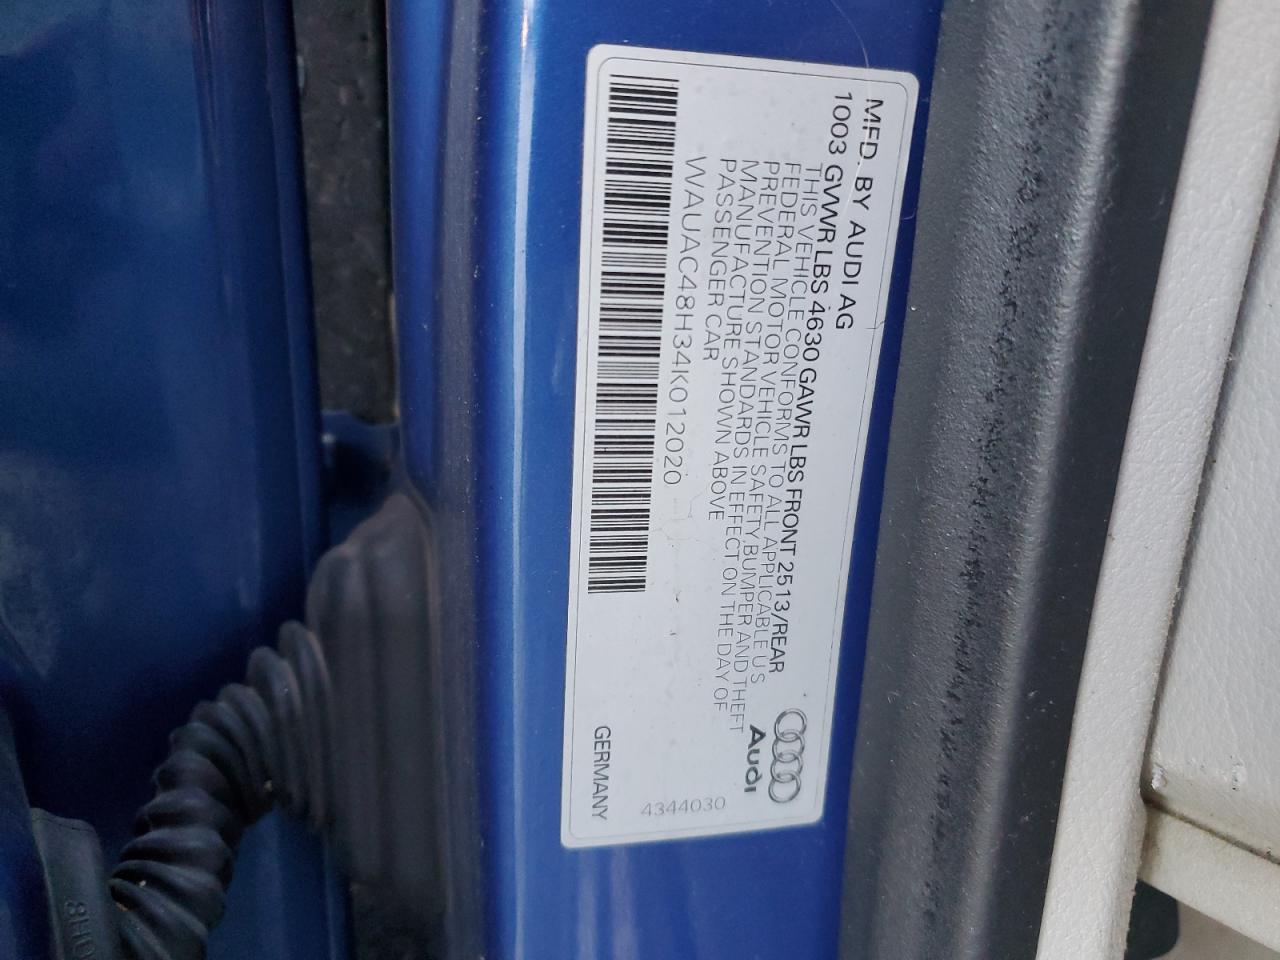 MFD. BY AUDI AG
1003 GVWR LBS 4630 GAWR LBS FRONT 2513/REAR
THIS VEHICLE CONFORMS TO ALL APPLICABLE US
FEDERAL MOTOR VEHICLE SAFETY, BUMPER AND THEFT
PREVENTION STANDARDS IN EFFECT ON THE DAY OF
MANUFACTURE SHOWN ABOVE
PASSENGER CAR
WAUAC48H34K012020
Audi
4344030
GERMANY
8H0